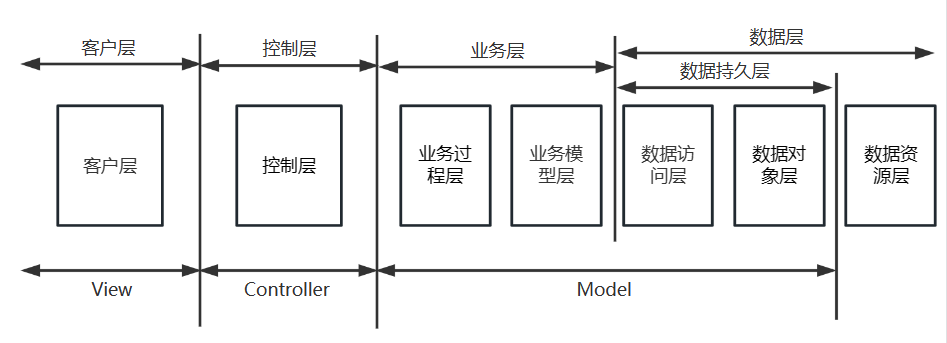 客户层
控制层
业务层
数据层
数据持久层
客户层
控制层
业务过
程层
业务模
型层
数据访
问层
数据对
象层
数据资
源层
View
Controller
Model